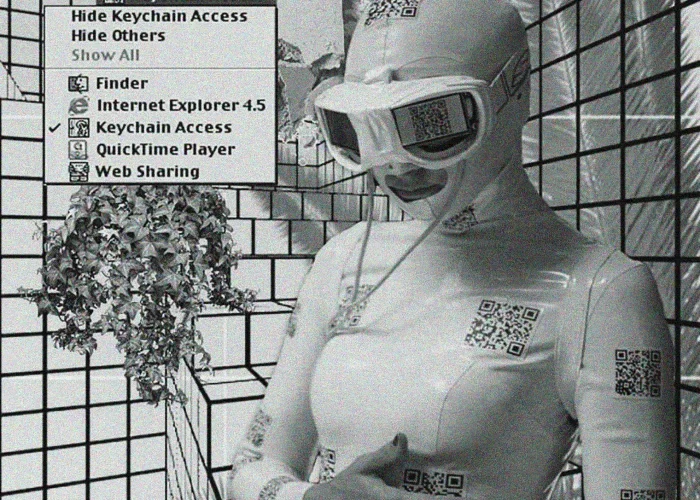 Hide Keychain Access
Hide Others
Show All
Finder
Internet Explorer 4.5
Keychain Access
QuickTime Player
Web Sharing